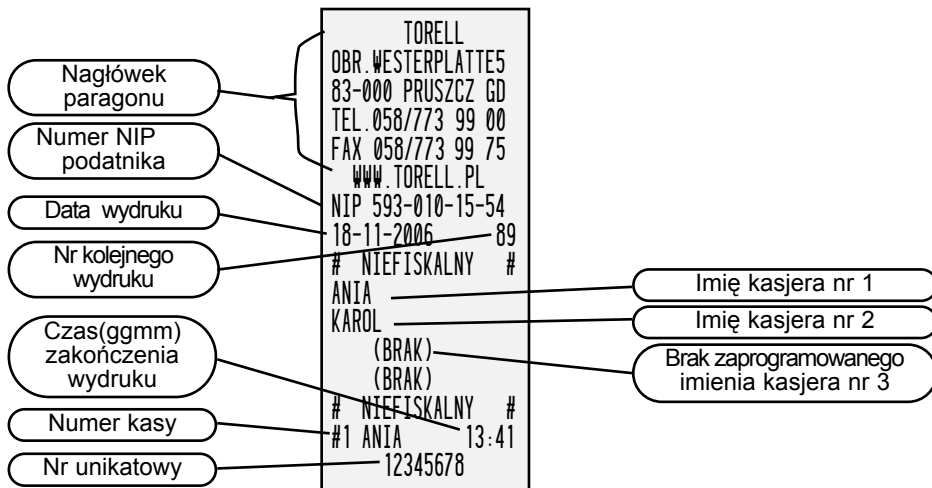 Nagłówek
paragonu
Numer NIP
podatnika
Data wydruku
Nr kolejnego
wydruku
Czas(ggmm)
zakończenia
wydruku
Numer kasy
Nr unikatowy
TORELL
OBR.WESTERPLATTE5
83-000 PRUSZCZ GD
TEL.058/773 99 00
FAX 058/773 99 75
WWW.TORELL.PL
NIP 593-010-15-54
18-11-2006 89
# NIEFISKALNY #
ANIA
KAROL
(BRAK)
(BRAK)
# NIEFISKALNY #
#1 ANIA 13:41
12345678
Imię kasjera nr 1
Imię kasjera nr 2
Brak zaprogramowanego
imienia kasjera nr 3